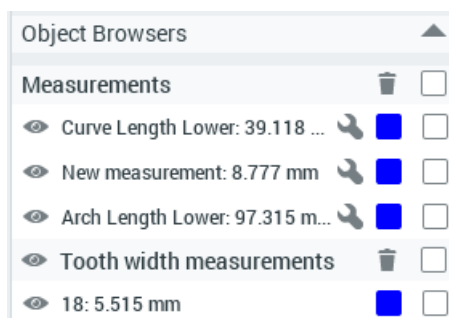 Object Browsers
Measurements
Curve Length Lower: 39.118 ...
New measurement: 8.777 mm
Arch Length Lower: 97.315 m...
Tooth width measurements
18: 5.515 mm